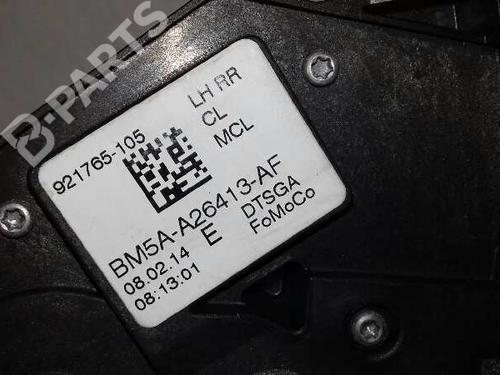 B-PARTS
921765-105
LH RR
CL
MCL
BM5A-A26413-AF
08.02.14
08:13:01
E
DTSGA
FoMoCo